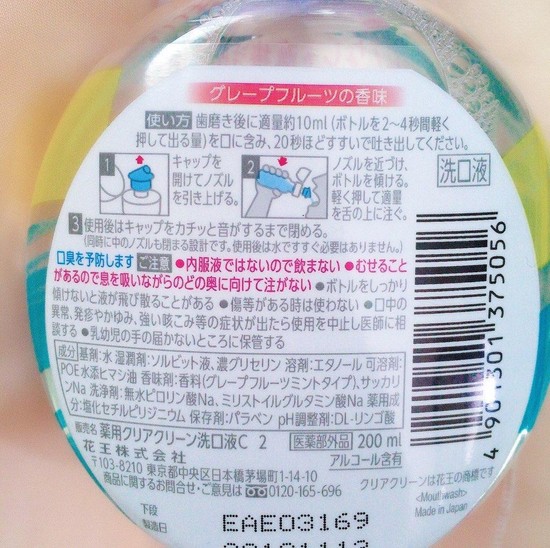 グレープフルーツの香味
使い方 歯磨き後に適量約10ml(ボトルを2~4秒間軽く
押して出る量)を口に含み、20秒ほどすすいで吐き出してください。
1 キャップを
開けてノズル
を引き上げる。
2 ノズルを近づけ、
ボトルを傾ける。
軽く押して適量
を舌の上に注ぐ。
洗口液
3 使用後はキャップをカチッと音がするまで閉める。
(同時に中のノズルも閉まる設計です。使用後は水ですすぐ必要はありません。)
口臭を予防します ご注意 ●内服液ではないので飲まない ●むせること
があるので息を吸いながらのどの奥に向けて注がない ●ボトルをしっかり
傾けないと液が飛び散ることがある ●傷等がある時は使わない ●口中の
異常、発疹やかゆみ、強い咳こみ等の症状が出たら使用を中止し医師に相
談する ●乳幼児の手の届かないところに保管する
成分 基剤:水 湿潤剤:ソルビット液、濃グリセリン 溶剤:エタノール 可溶剤:
POE水添ヒマシ油 香味剤:香料(グレープフルーツミントタイプ)、サッカリ
ンNa 洗浄剤:無水ピロリン酸Na、ミリストイルグルタミン酸Na 薬用成
分:塩化セチルピリジニウム 保存剤:パラベン pH調整剤:DL-リンゴ酸
販売名 薬用クリアクリーン洗口液C 2 医薬部外品 200 ml
花王株式会社 アルコール含有
〒103-8210 東京都中央区日本橋茅場町1-14-10
商品に関するお問合せ・ご意見は 0120-165-696
クリアクリーンは花王の商標です
<Mouthwash>
Made in Japan
4 901301 375056
下段
製造日
EAE03169